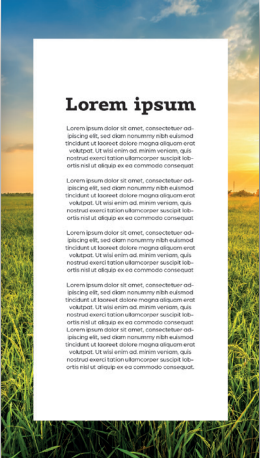 Lorem ipsum
Lorem ipsum dolor sit amet, consectetuer ad-
ipiscing elit, sed diam nonummy nibh euismod
tincidunt ut laoreet dolore magna aliquam erat
volutpat. Ut wisi enim ad. minim veniam, quis
nostrud exerci tation ullamcorper suscipit lob-
ortis nisl ut aliquip ex ea commodo consequat
Lorem ipsum dolor sit amet, consectetuer ad-
ipiscing elit, sed diam nonummy nibh euismod
tincidunt ut laoreet dolore magna aliquam erat
volutpat. Ut wisi enim ad. minim veniam, quis
nostrud exerci tation ullamcorper suscipit lob-
ortis nisl ut aliquip ex ea commodo consequat
Lorem ipsum dolor sit amet, consectetuer ad-
ipiscing elit, sed diam nonummy nibh euismod
tincidunt ut laoreet dolore magna aliquam erat
volutpat. Ut wisi enim ad. minim veniam, quis
nostrud exerci tation ullamcorper suscipit lob-
ortis nisl ut aliquip ex ea commodo consequat
Lorem ipsum dolor sit amet, consectetuer ad-
ipiscing elit, sed diam nonummy nibh euismod
tincidunt ut laoreet dolore magna aliquam erat
volutpat. Ut wisi enim ad. minim veniam, quis
nostrud exerci tation ullamcorper suscipit lob-
ortis nisl ut aliquip ex ea commodo consequat
Lorem ipsum dolor sit amet, consectetuer ad-
ipiscing elit, sed diam nonummy nibh euismod
tincidunt ut laoreet dolore magna aliquam erat
volutpat. Ut wisi enim ad. minim veniam, quis
nostrud exerci tation ullamcorper suscipit lob-
ortis nisl ut aliquip ex ea commodo consequat.